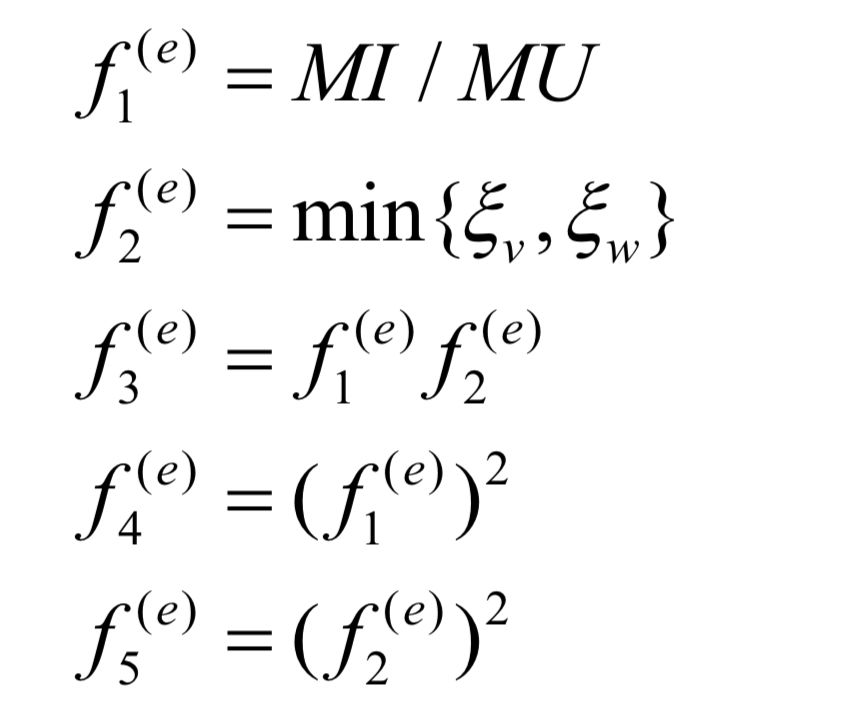 f_1^{(e)} = MI / MU
f_2^{(e)} = min{ξ_v, ξ_w}
f_3^{(e)} = f_1^{(e)} f_2^{(e)}
f_4^{(e)} = (f_1^{(e)})^2
f_5^{(e)} = (f_2^{(e)})^2